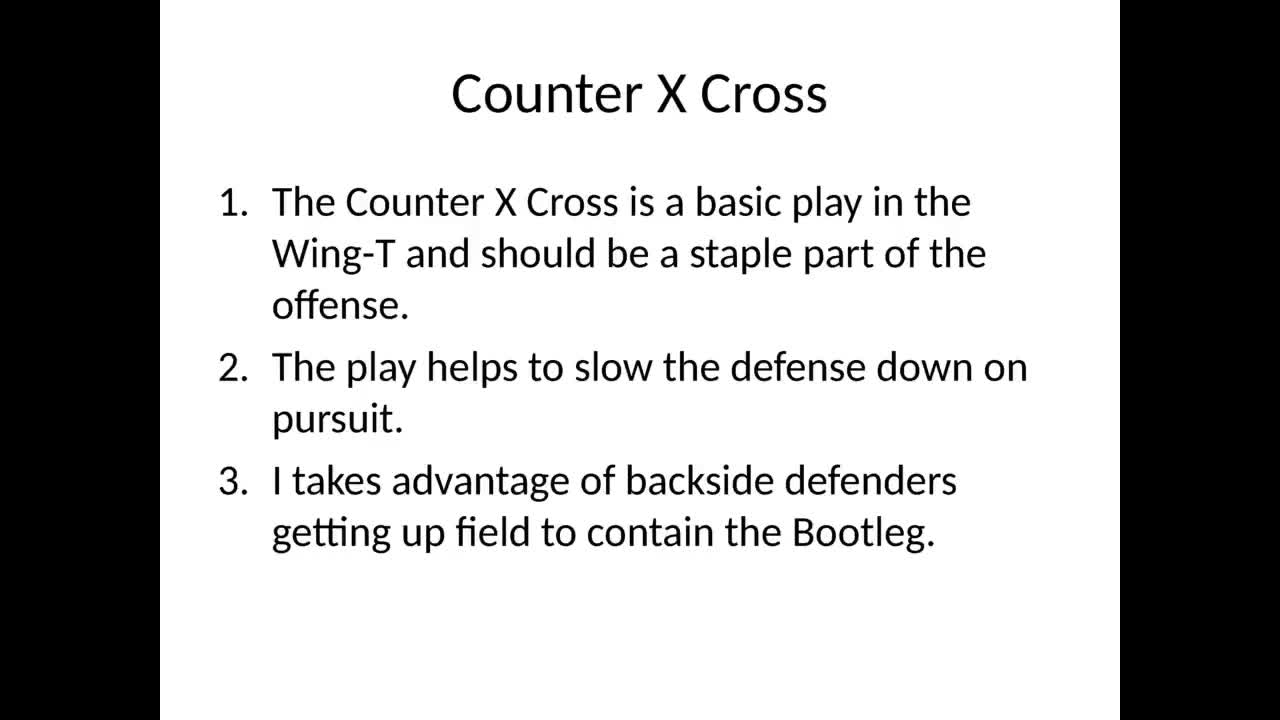 Counter X Cross
1. The Counter X Cross is a basic play in the
Wing-T and should be a staple part of the
offense.
2. The play helps to slow the defense down on
pursuit.
3. I takes advantage of backside defenders
getting up field to contain the Bootleg.